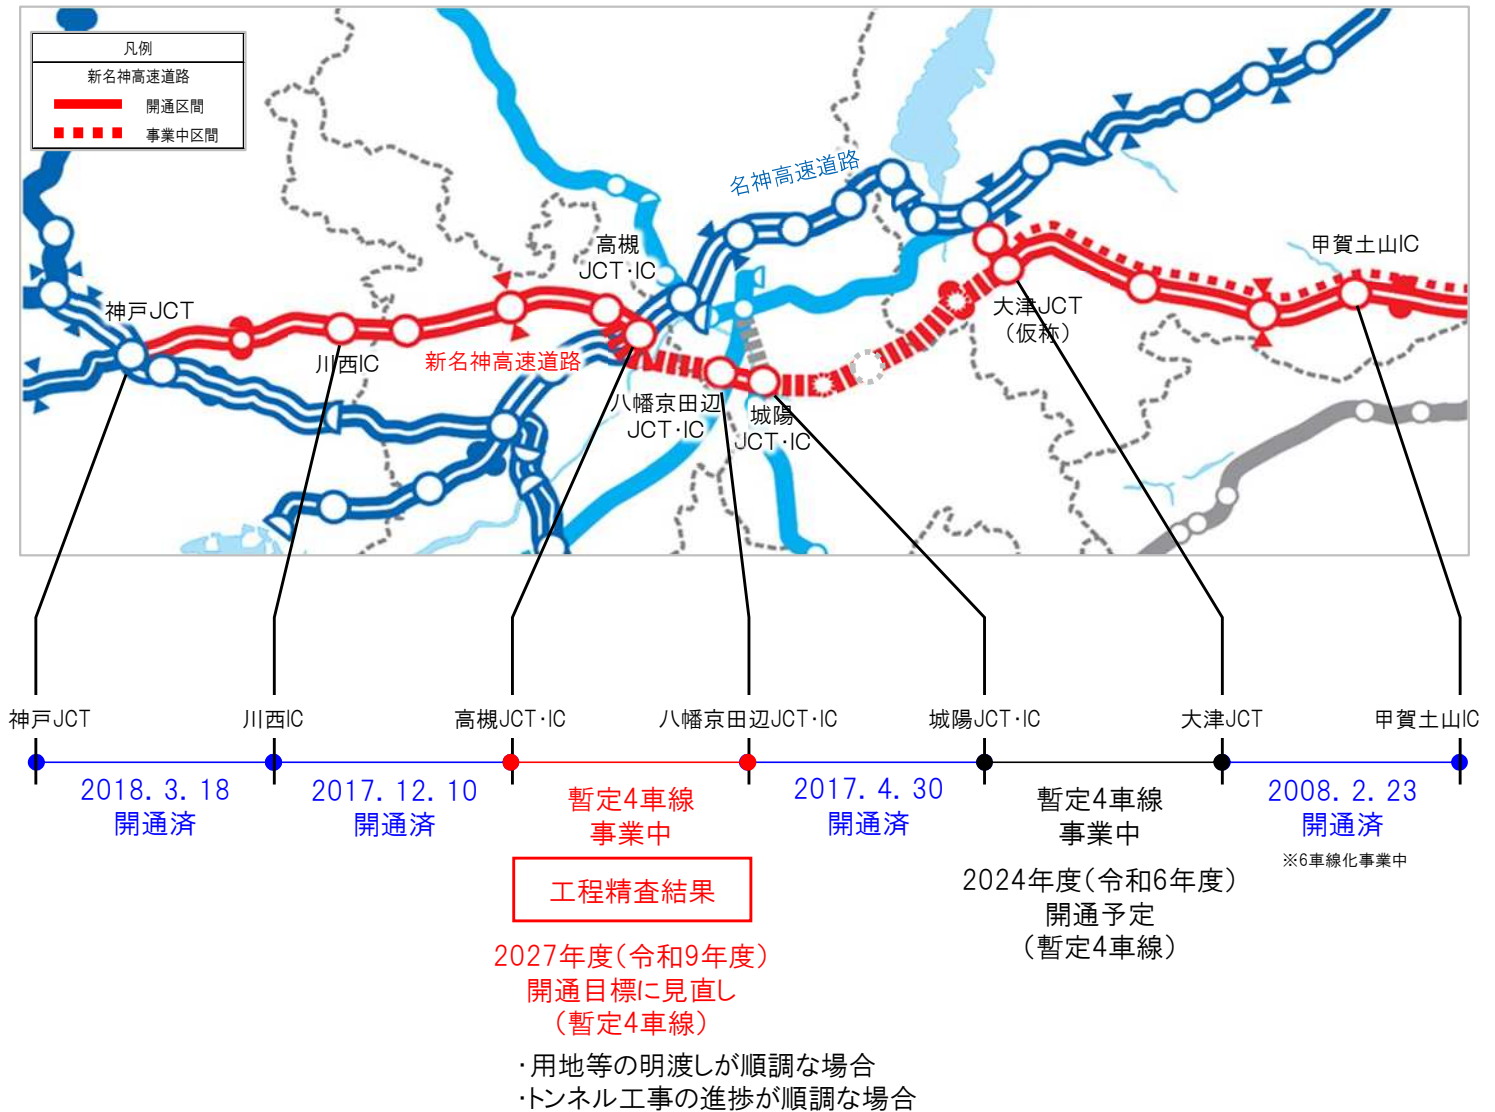 凡例
新名神高速道路
開通区間
事業中区間
名神高速道路
高槻
JCT・IC
甲賀土山IC
神戸JCT
大津JCT
（仮称）
川西IC
新名神高速道路
八幡京田辺
JCT・IC
城陽
JCT・IC
神戸JCT
川西IC
高槻JCT・IC
八幡京田辺JCT・IC
城陽JCT・IC
大津JCT
甲賀土山IC
2018.3.18
開通済
2017.12.10
開通済
暫定4車線
事業中
2017.4.30
開通済
暫定4車線
事業中
2008.2.23
開通済
※6車線化事業中
工程精査結果
2024年度（令和6年度）
開通予定
（暫定4車線）
2027年度（令和9年度）
開通目標に見直し
（暫定4車線）
・用地等の明渡しが順調な場合
・トンネル工事の進捗が順調な場合